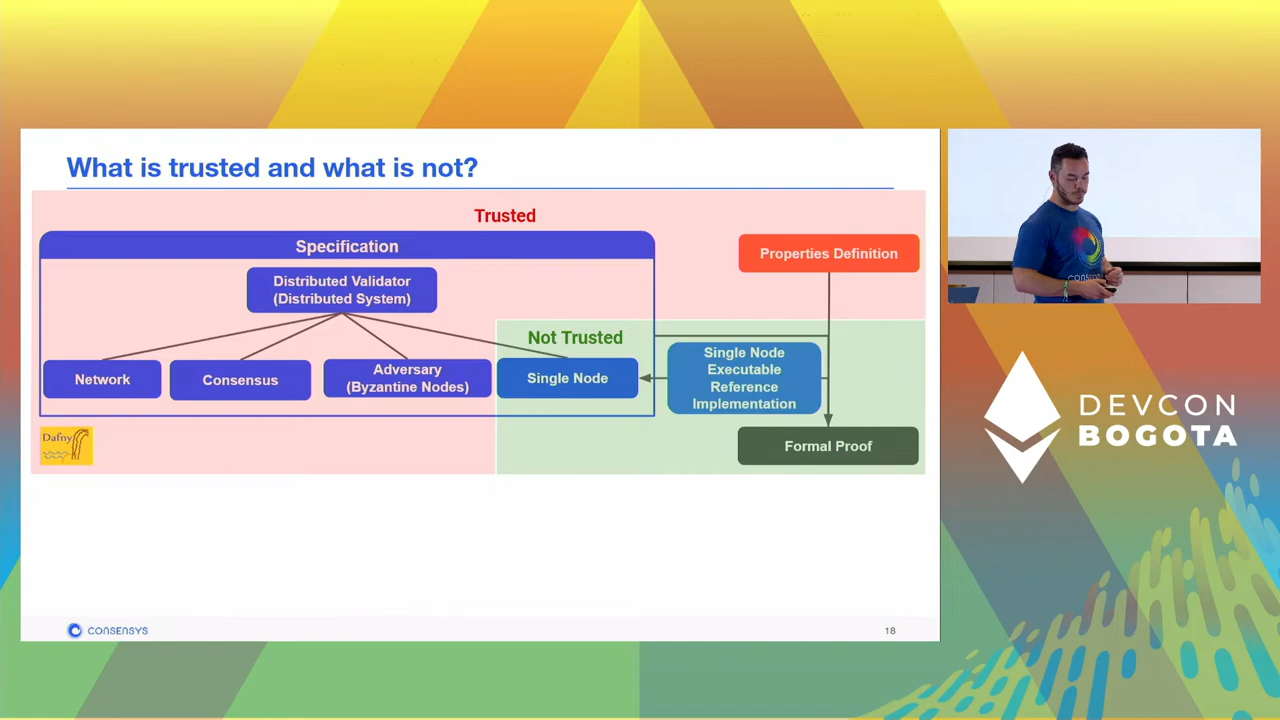 What is trusted and what is not?
Trusted
Specification
Distributed Validator
(Distributed System)
Properties Definition
Not Trusted
Network
Consensus
Adversary
(Byzantine Nodes)
Single Node
Single Node
Executable
Reference
Implementation
Formal Proof
Dafny
CONSENSYS
18
DEVCON
BOGOTA